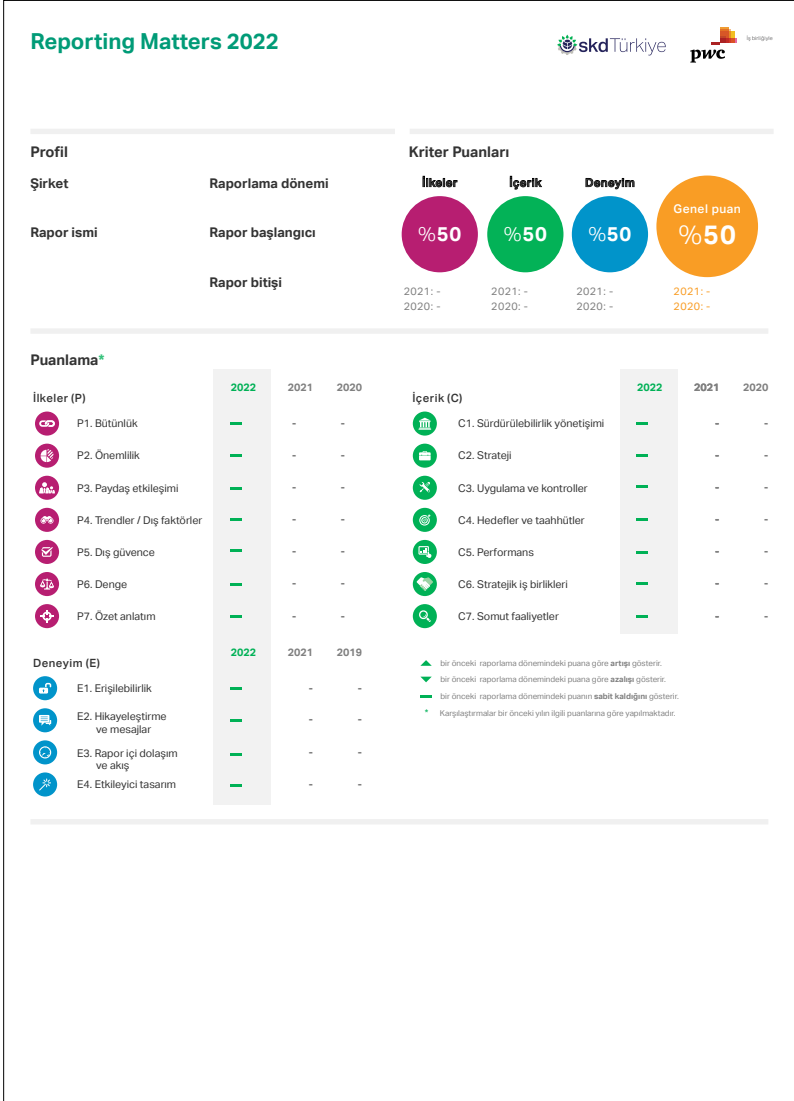 Reporting Matters 2022
skdTürkiye
pwc
İş birliğiyle
Profil
Şirket
Raporlama dönemi
Rapor ismi
Rapor başlangıcı
Rapor bitişi
Kriter Puanları
İlkeler
İçerik
Deneyim
Genel puan
%50
%50
%50
%50
2021: -
2020: -
2021: -
2020: -
2021: -
2020: -
2021: -
2020: -
Puanlama*
İlkeler (P) 2022 2021 2020
P1. Bütünlük - -
P2. Önemlilik - -
P3. Paydaş etkileşimi - -
P4. Trendler / Dış faktörler - -
P5. Dış güvence - -
P6. Denge - -
P7. Özet anlatım - -
İçerik (C) 2022 2021 2020
C1. Sürdürülebilirlik yönetişimi - -
C2. Strateji - -
C3. Uygulama ve kontroller - -
C4. Hedefler ve taahhütler - -
C5. Performans - -
C6. Stratejik iş birlikleri - -
C7. Somut faaliyetler - -
Deneyim (E) 2022 2021 2019
E1. Erişilebilirlik - -
E2. Hikayeleştirme - -
ve mesajlar
E3. Rapor içi dolaşım - -
ve akış
E4. Etkileyici tasarım - -
bir önceki raporlama dönemindeki puana göre artışı gösterir.
bir önceki raporlama dönemindeki puana göre azalışı gösterir.
bir önceki raporlama dönemindeki puanın sabit kaldığını gösterir.
* Karşılaştırmalar bir önceki yılın ilgili puanlarına göre yapılmaktadır.